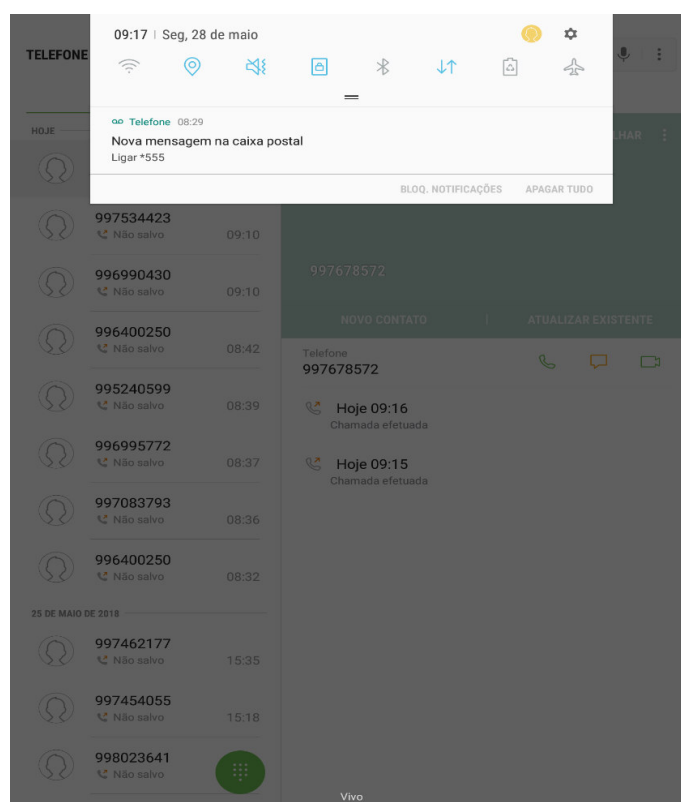 09:17 | Seg, 28 de maio
TELEFONE
Telefone 08:29
Nova mensagem na caixa postal
Ligar *555
BLOQ. NOTIFICAÇÕES APAGAR TUDO
HOJE
LHAR
997534423
Não salvo 09:10
996990430
Não salvo 09:10
996400250
Não salvo 08:42
995240599
Não salvo 08:39
996995772
Não salvo 08:37
997083793
Não salvo 08:36
996400250
Não salvo 08:32
25 DE MAIO DE 2018
997462177
Não salvo 15:35
997454055
Não salvo 15:18
998023641
Não salvo
997678572
NOVO CONTATO | ATUALIZAR EXISTENTE
Telefone
997678572
Hoje 09:16
Chamada efetuada
Hoje 09:15
Chamada efetuada
Vivo